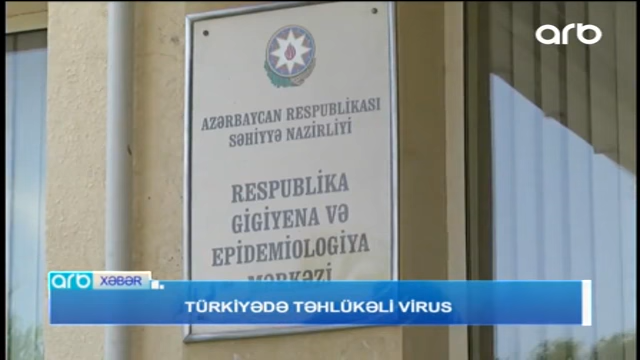 arb
AZƏRBAYCAN RESPUBLİKASI
SƏHİYYƏ NAZİRLİYİ
RESPUBLİKA
GİGİYENA VƏ
EPİDEMİOLOGİYA
MƏRKƏZİ
arb XƏBƏR
TÜRKİYƏDƏ TƏHLÜKƏLİ VİRUS